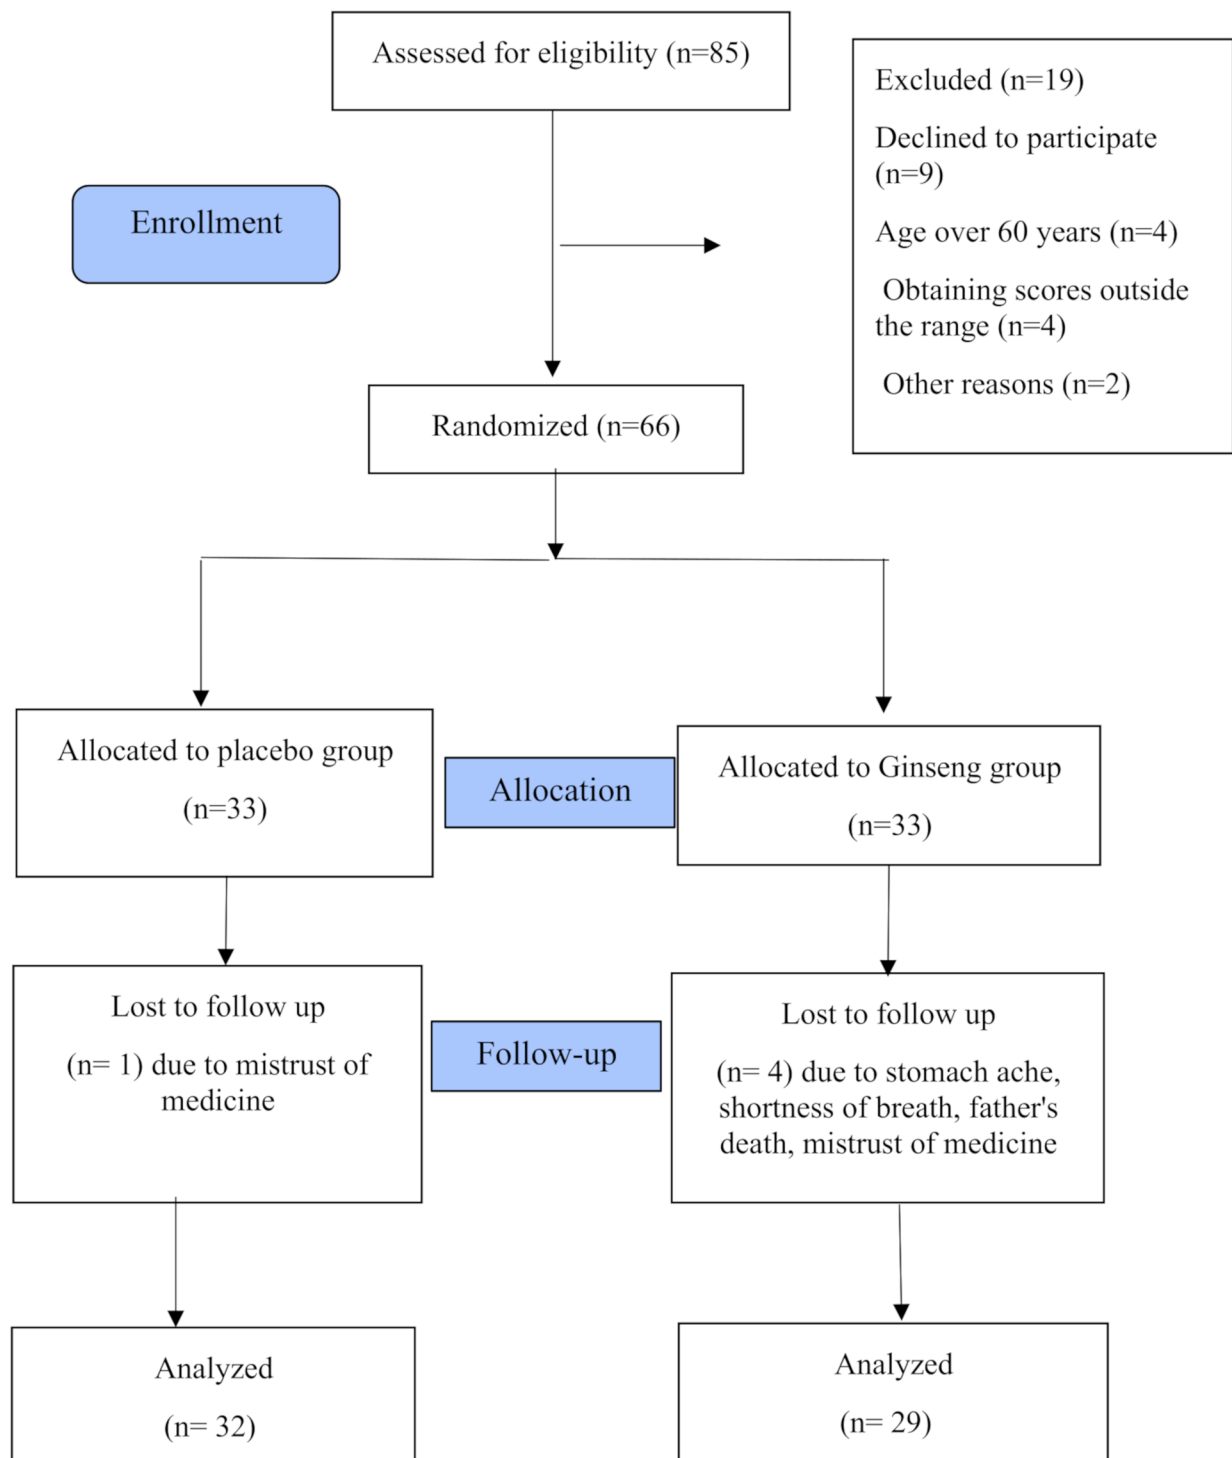 Assessed for eligibility (n=85)
Excluded (n=19)
Declined to participate
(n=9)
Age over 60 years (n=4)
Obtaining scores outside
the range (n=4)
Other reasons (n=2)
Enrollment
Randomized (n=66)
Allocated to placebo group
(n=33)
Allocation
Allocated to Ginseng group
(n=33)
Lost to follow up
(n= 1) due to mistrust of
medicine
Follow-up
Lost to follow up
(n= 4) due to stomach ache,
shortness of breath, father's
death, mistrust of medicine
Analyzed
(n= 32)
Analyzed
(n= 29)